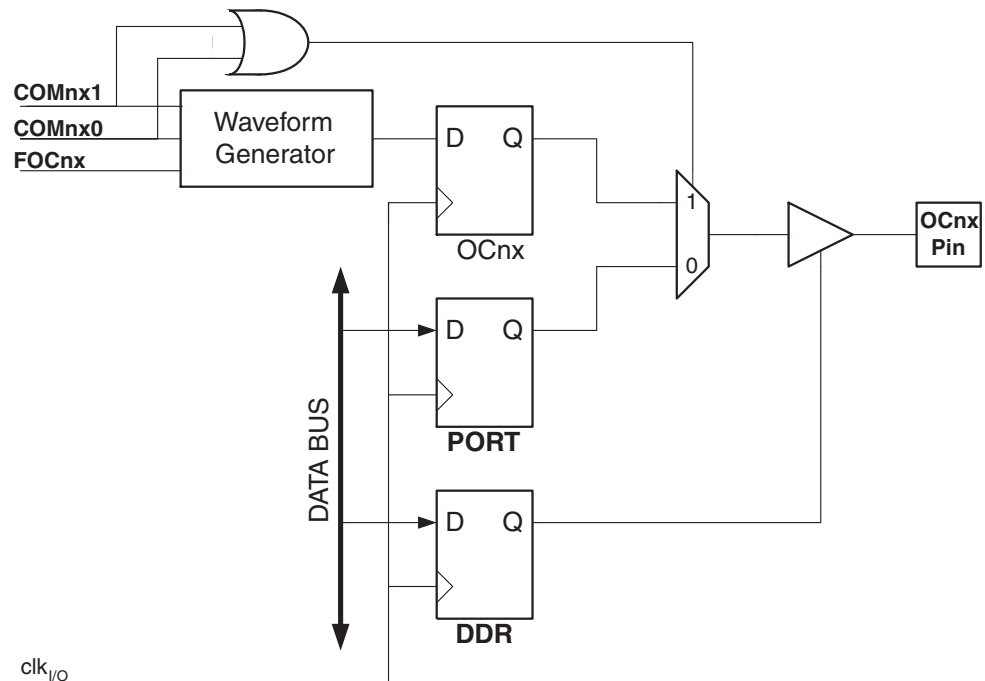 COMnx1
COMnx0
FOCnx
Waveform
Generator
D Q
OCnx
1
0
OCnx
Pin
D Q
PORT
DATA BUS
D Q
DDR
clkI/O